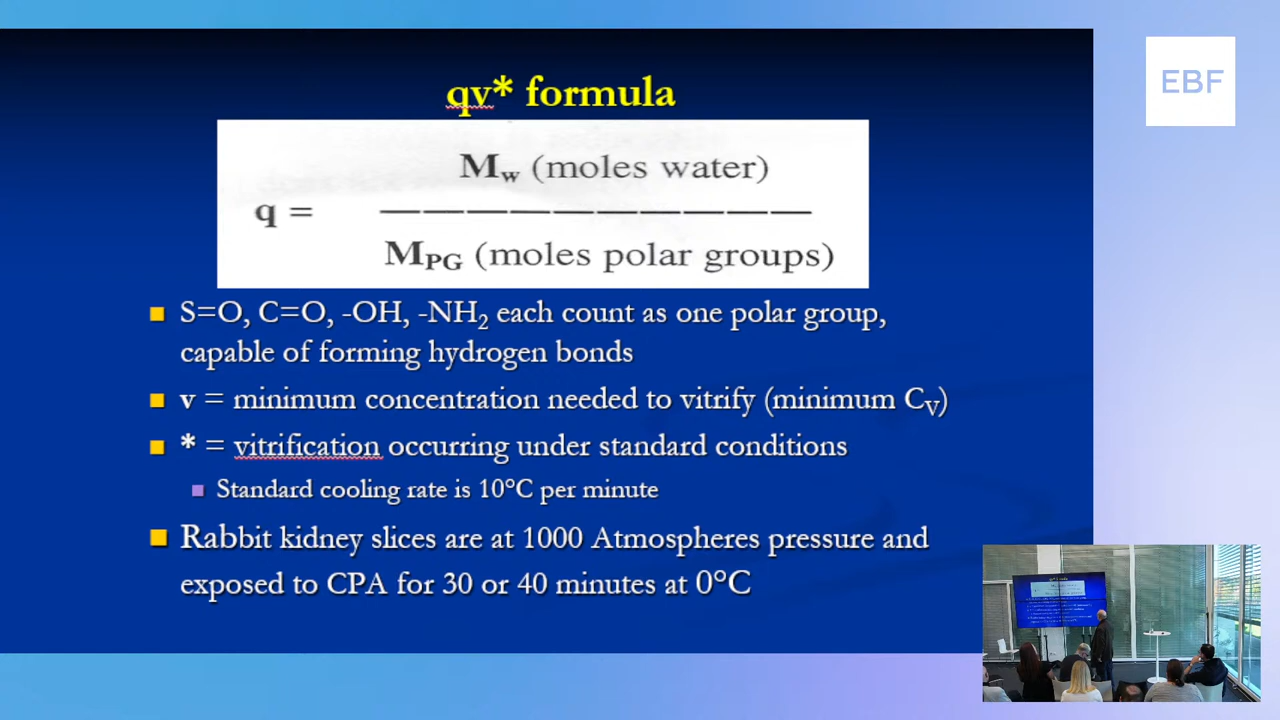 EBF
qv* formula
M_w (moles water)
q =
M_PG (moles polar groups)
S=O, C=O, -OH, -NH₂ each count as one polar group,
capable of forming hydrogen bonds
v = minimum concentration needed to vitrify (minimum C_V)
* = vitrification occurring under standard conditions
Standard cooling rate is 10°C per minute
Rabbit kidney slices are at 1000 Atmospheres pressure and
exposed to CPA for 30 or 40 minutes at 0°C